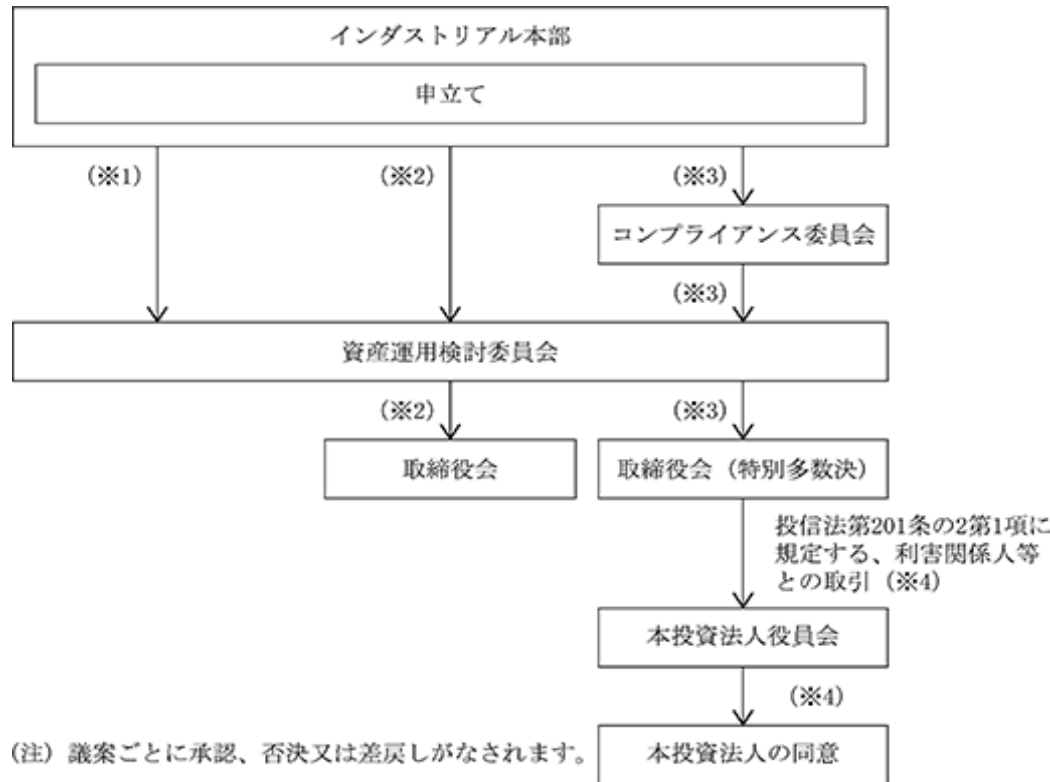 インダストリアル本部
申立て
(※1)
(※2)
(※3)
コンプライアンス委員会
(※3)
資産運用検討委員会
(※2)
(※3)
取締役会
取締役会（特別多数決）
投信法第201条の2第1項に
規定する、利害関係人等
との取引（※4）
本投資法人役員会
(※4)
(注) 議案ごとに承認、否決又は差戻しがなされます。
本投資法人の同意